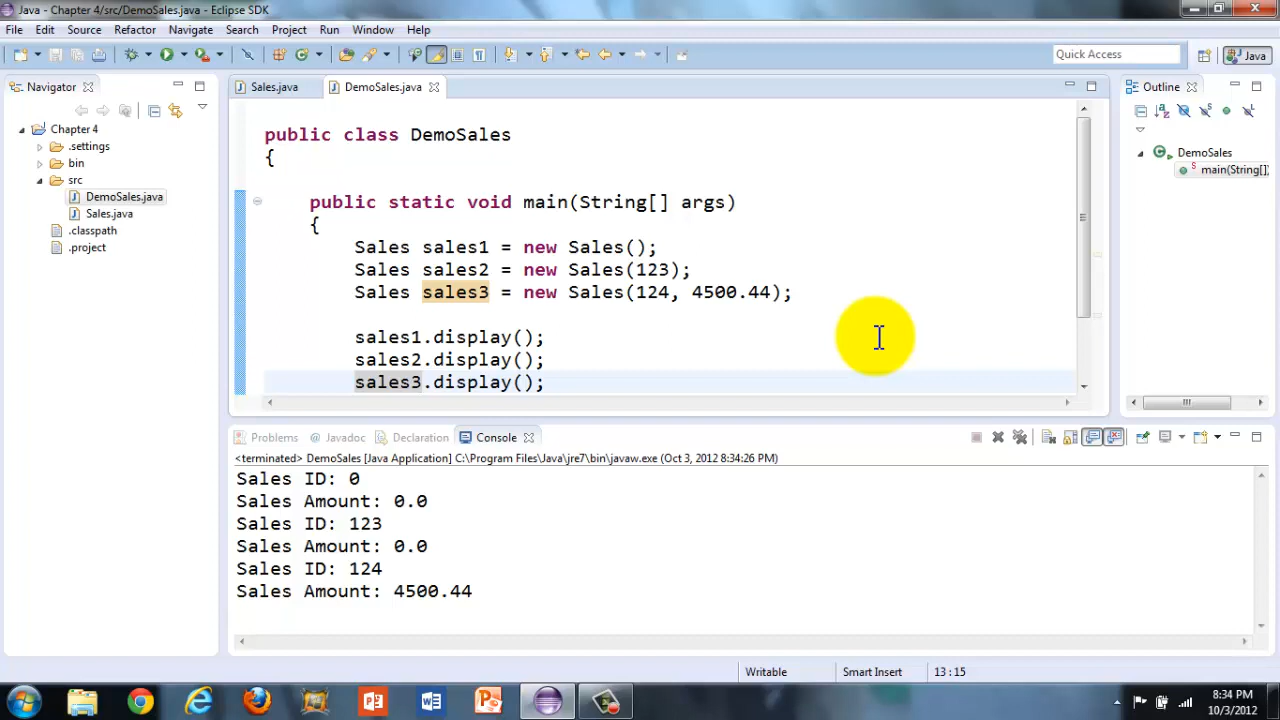 Java - Chapter 4/src/DemoSales.java - Eclipse SDK
File Edit Source Refactor Navigate Search Project Run Window Help
Quick Access
Java
Navigator
Sales.java
DemoSales.java
Outline
Chapter 4
.settings
bin
src
DemoSales.java
Sales.java
.classpath
.project
public class DemoSales
{
public static void main(String[] args)
{
Sales sales1 = new Sales();
Sales sales2 = new Sales(123);
Sales sales3 = new Sales(124, 4500.44);
sales1.display();
sales2.display();
sales3.display();
DemoSales
main(String[]
Problems Javadoc Declaration Console
<terminated> DemoSales [Java Application] C:\Program Files\Java\jre7\bin\javaw.exe (Oct 3, 2012 8:34:26 PM)
Sales ID: 0
Sales Amount: 0.0
Sales ID: 123
Sales Amount: 0.0
Sales ID: 124
Sales Amount: 4500.44
Writable Smart Insert 13 : 15
8:34 PM
10/3/2012